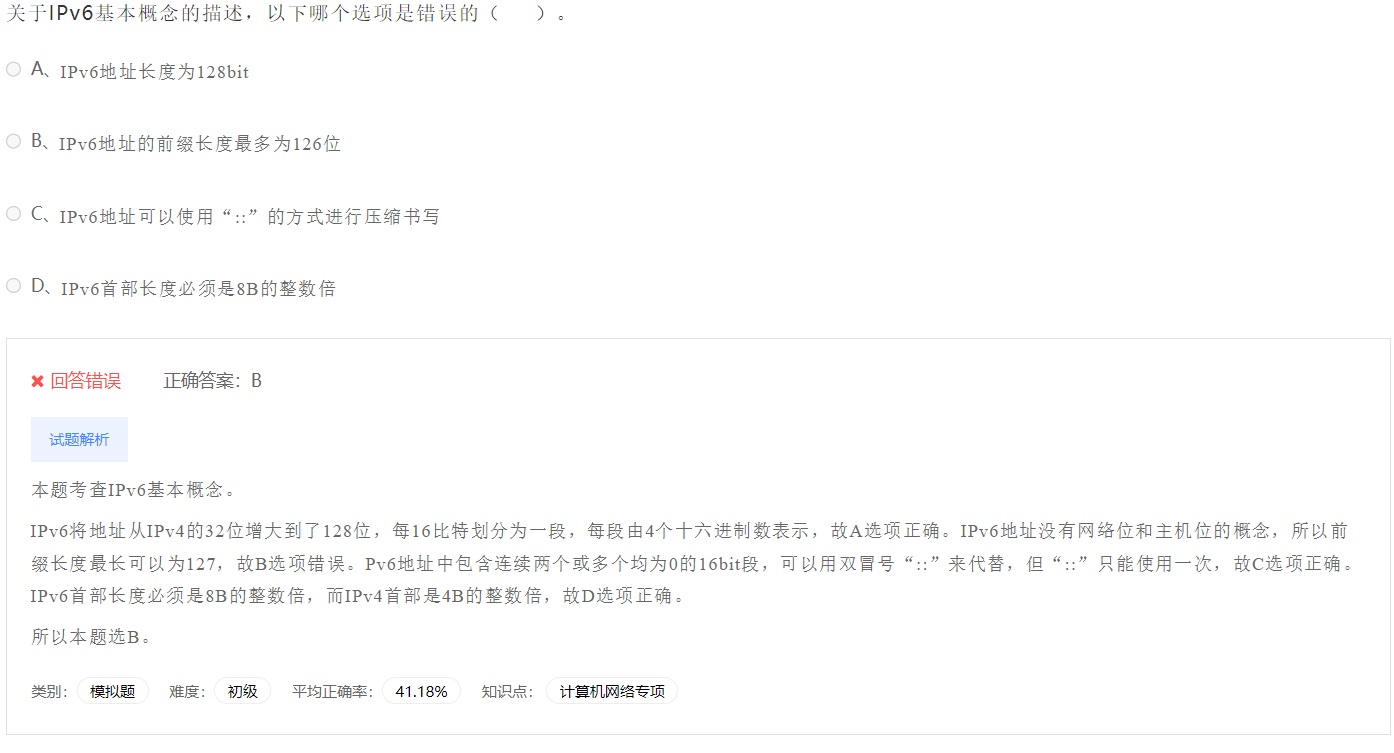 关于IPv6基本概念的描述，以下哪个选项是错误的（　　）。
A、IPv6地址长度为128bit
B、IPv6地址的前缀长度最多为126位
C、IPv6地址可以使用“::”的方式进行压缩书写
D、IPv6首部长度必须是8B的整数倍
回答错误　正确答案：B
试题解析
本题考查IPv6基本概念。
IPv6将地址从IPv4的32位增大到了128位，每16比特划分为一段，每段由4个十六进制数表示，故A选项正确。IPv6地址没有网络位和主机位的概念，所以前
缀长度最长可以为127，故B选项错误。Pv6地址中包含连续两个或多个均为0的16bit段，可以用双冒号“::”来代替，但“::”只能使用一次，故C选项正确。
IPv6首部长度必须是8B的整数倍，而IPv4首部是4B的整数倍，故D选项正确。
所以本题选B。
类别：　模拟题　难度：　初级　平均正确率：　41.18%　知识点：　计算机网络专项